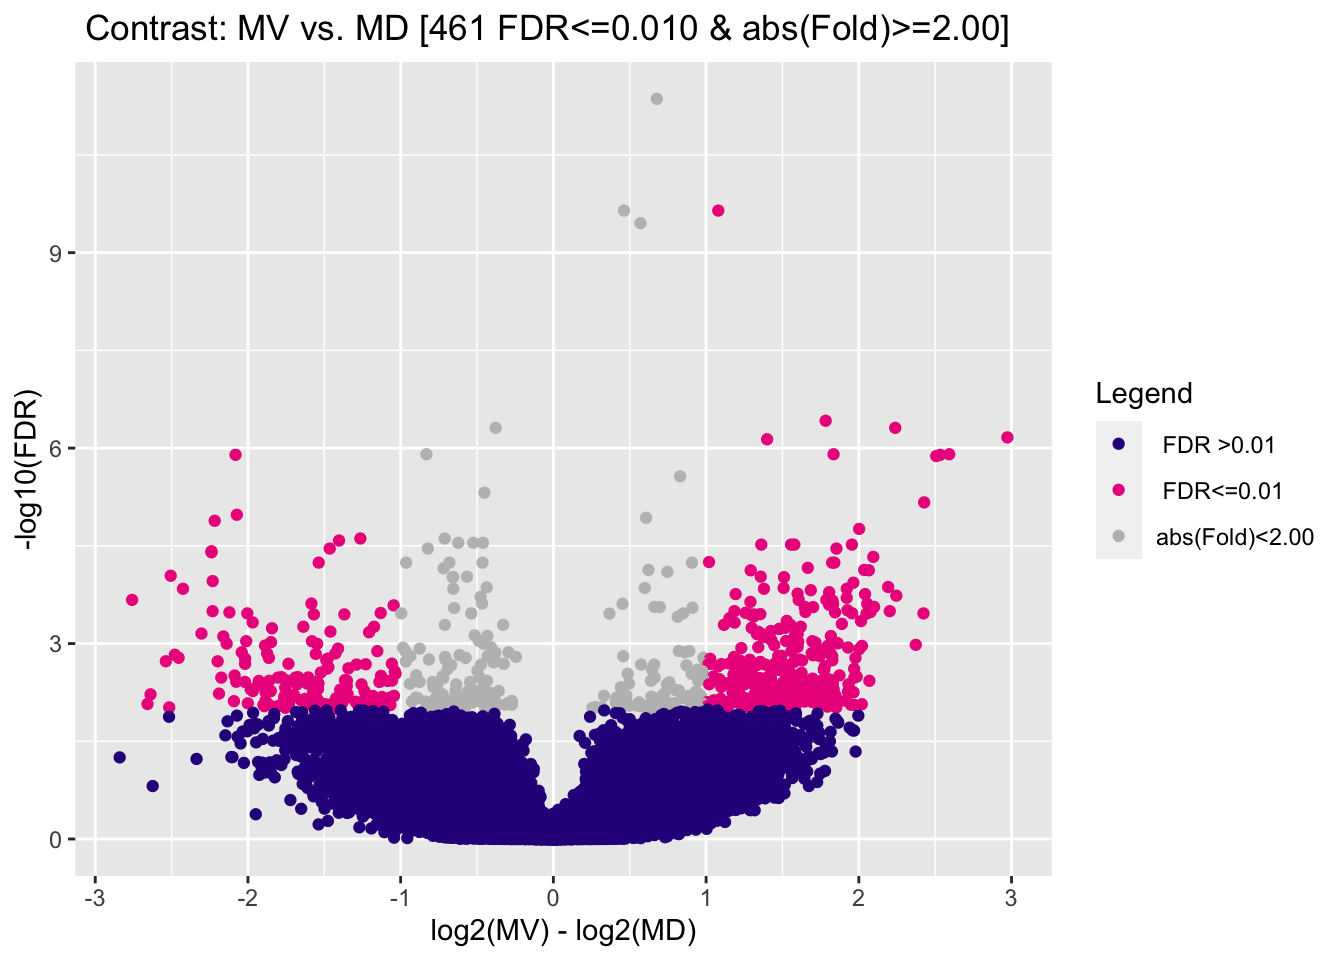 Contrast: MV vs. MD [461 FDR<=0.010 & abs(Fold)>=2.00]
9
6
3
0
-log10(FDR)
-3 -2 -1 0 1 2 3
log2(MV) - log2(MD)
Legend
FDR >0.01
FDR<=0.01
abs(Fold)<2.00